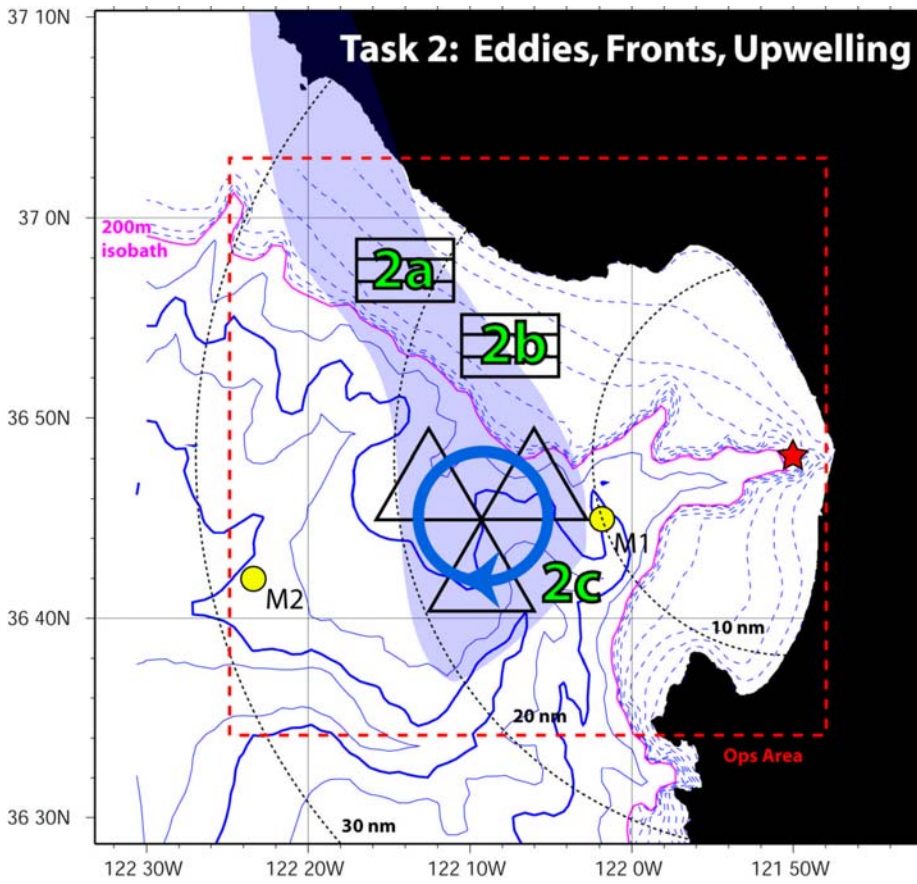 Task 2: Eddies, Fronts, Upwelling
37 10N
37 0N
200m
isobath
2a
2b
36 50N
M1
2c
M2
36 40N
10 nm
20 nm
Ops Area
36 30N
30 nm
122 30W
122 20W
122 10W
122 0W
121 50W